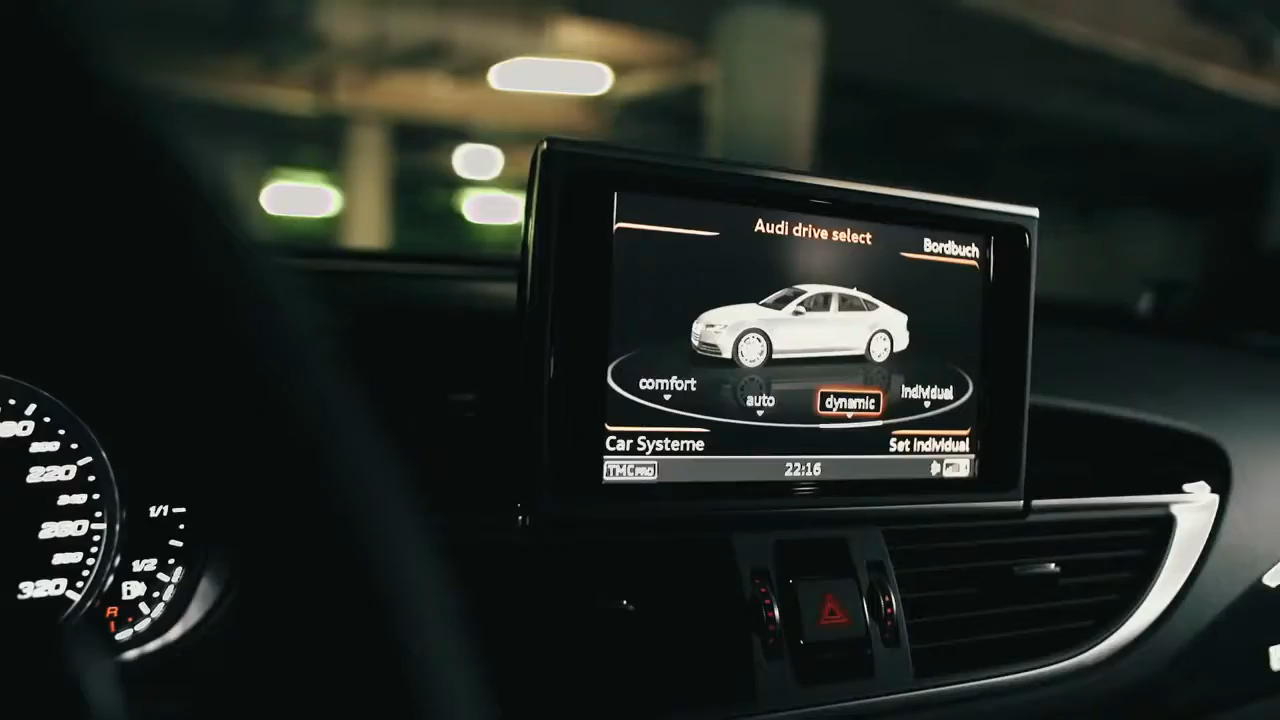 Audi drive select
Bordbuch
comfort
auto
dynamic
individual
Car Systeme
Set individual
TMC PRO
22:16
220
320
1/1
1/2
R